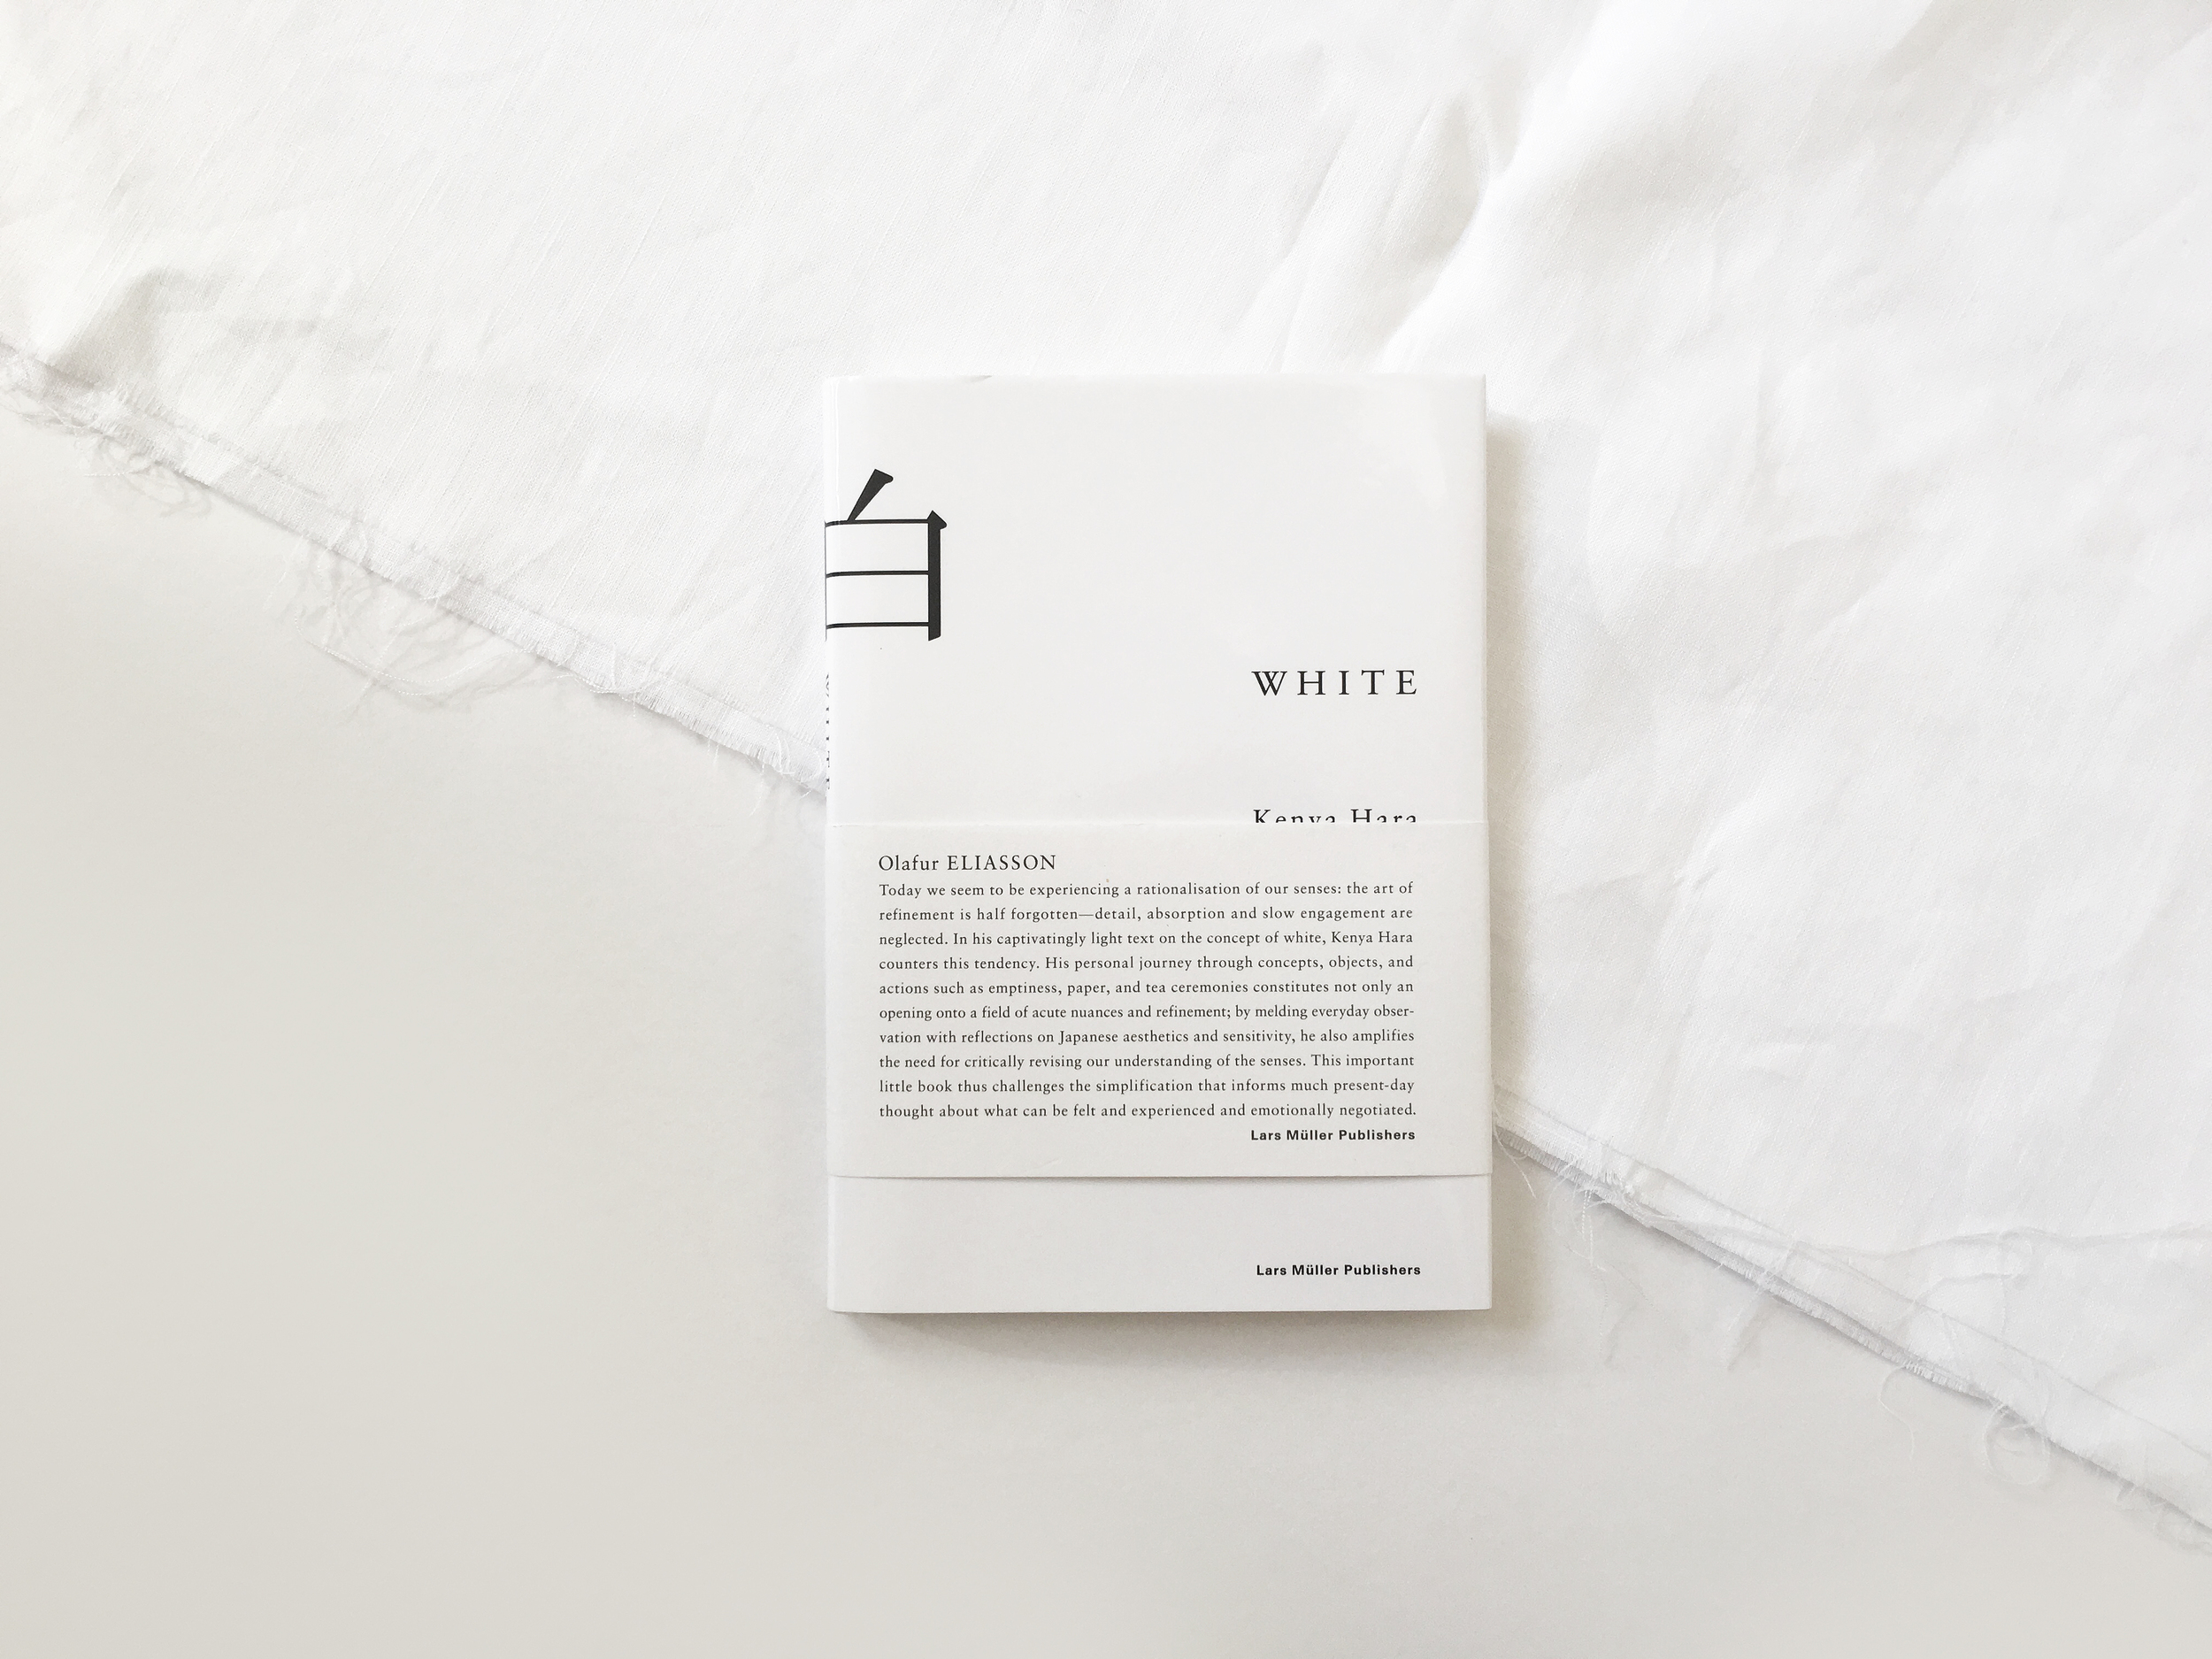 白
WHITE
Kenya Hara
Olafur ELIASSON
Today we seem to be experiencing a rationalisation of our senses: the art of
refinement is half forgotten—detail, absorption and slow engagement are
neglected. In his captivatingly light text on the concept of white, Kenya Hara
counters this tendency. His personal journey through concepts, objects, and
actions such as emptiness, paper, and tea ceremonies constitutes not only an
opening onto a field of acute nuances and refinement; by melding everyday obser-
vation with reflections on Japanese aesthetics and sensitivity, he also amplifies
the need for critically revising our understanding of the senses. This important
little book thus challenges the simplification that informs much present-day
thought about what can be felt and experienced and emotionally negotiated.
Lars Müller Publishers
Lars Müller Publishers